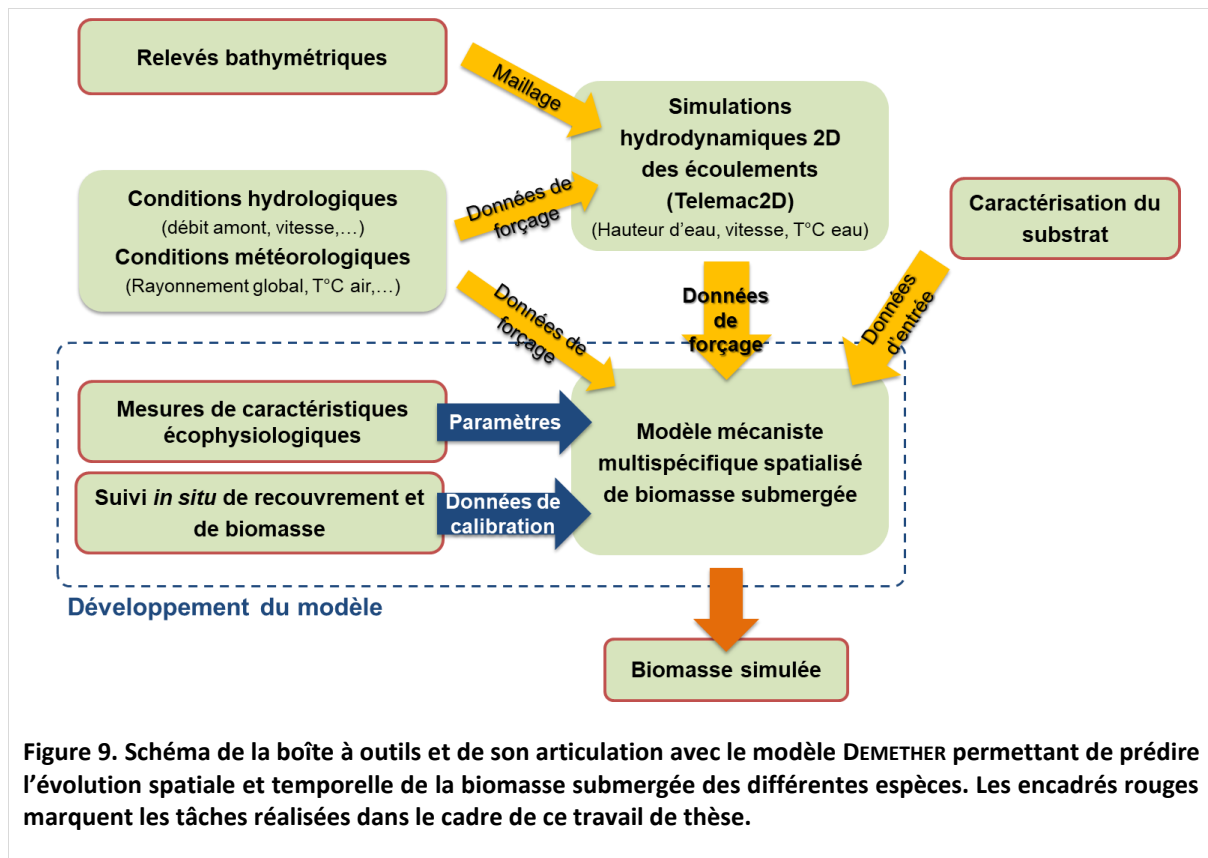 Relevés bathymétriques
Maillage
Simulations
hydrodynamiques 2D
des écoulements
(Telemac2D)
(Hauteur d'eau, vitesse, T°C eau)
Conditions hydrologiques
(débit amont, vitesse,…)
Conditions météorologiques
(Rayonnement global, T°C air,…)
Données de
forçage
Caractérisation du
substrat
Données de
forçage
Données
de
forçage
Données
d'entrée
Mesures de caractéristiques
écophysiologiques
Paramètres
Modèle mécaniste
multispécifique spatialisé
de biomasse submergée
Suivi in situ de recouvrement et
de biomasse
Données de
calibration
Développement du modèle
Biomasse simulée
Figure 9. Schéma de la boîte à outils et de son articulation avec le modèle DEMETHER permettant de prédire
l'évolution spatiale et temporelle de la biomasse submergée des différentes espèces. Les encadrés rouges
marquent les tâches réalisées dans le cadre de ce travail de thèse.